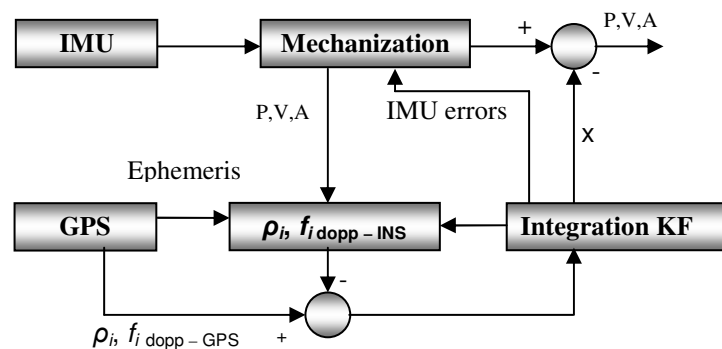 IMU
Mechanization
+
P,V,A
-
P,V,A
IMU errors
x
Ephemeris
GPS
ρi, fi dopp – INS
Integration KF
-
ρi, fi dopp – GPS
+